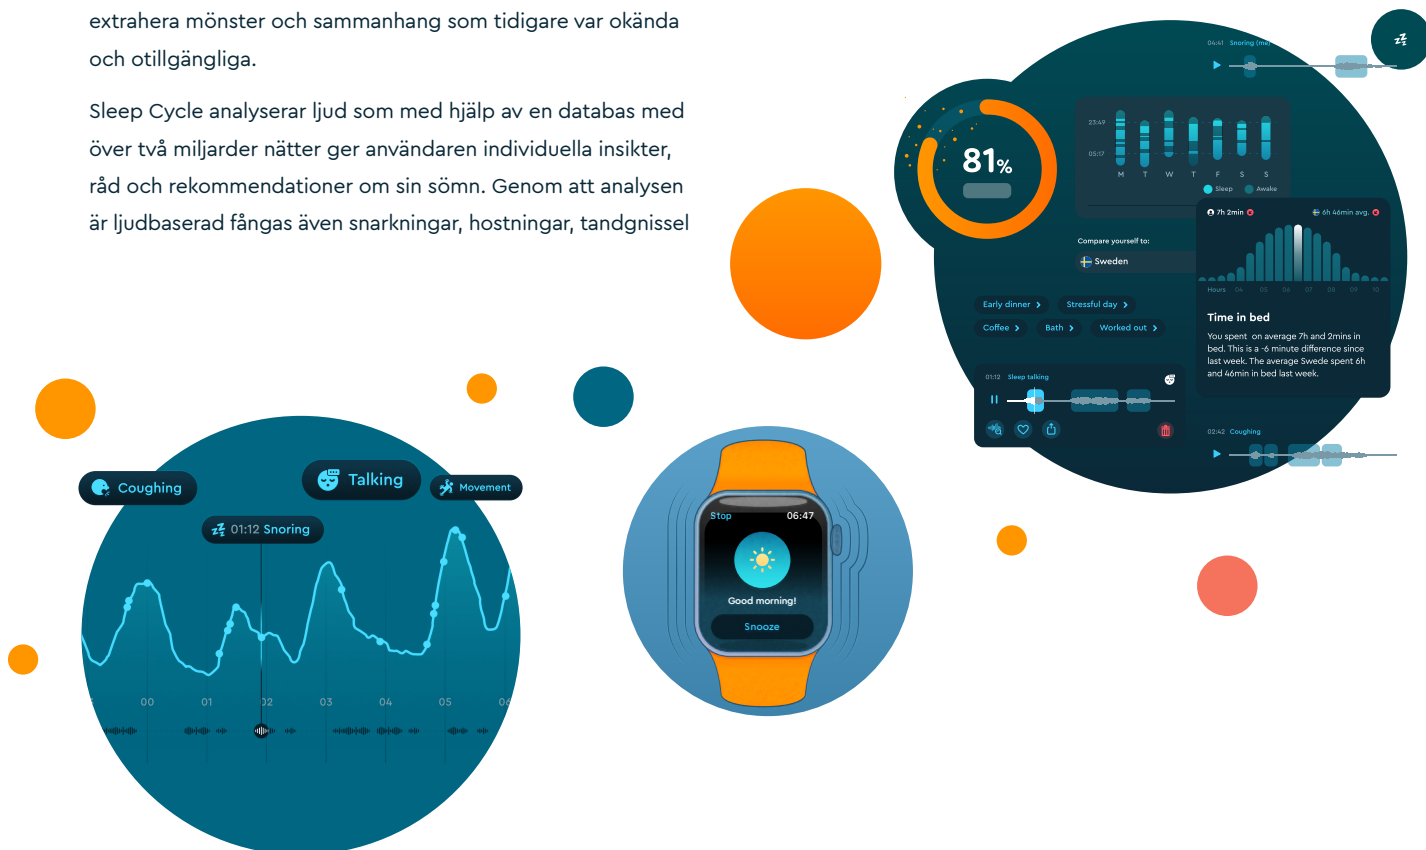 extrahera mönster och sammanhang som tidigare var okända
och otillgängliga.
Sleep Cycle analyserar ljud som med hjälp av en databas med
över två miljarder nätter ger användaren individuella insikter,
råd och rekommendationer om sin sömn. Genom att analysen
är ljudbaserad fångas även snarkningar, hostningar, tandgnissel
04:41 Snoring (me)
81%
23:49
05:17
M T W T F S S
Sleep Awake
7h 2min 6h 46min avg.
Compare yourself to:
Sweden
Hours 04 05 06 07 08 09 10
Early dinner Stressful day
Coffee Bath Worked out
Time in bed
You spent on average 7h and 2mins in
bed. This is a -6 minute difference since
last week. The average Swede spent 6h
and 46min in bed last week.
01:12 Sleep talking
02:42 Coughing
Coughing
Talking
Movement
01:12 Snoring
00 01 02 03 04 05 06
Stop 06:47
Good morning!
Snooze